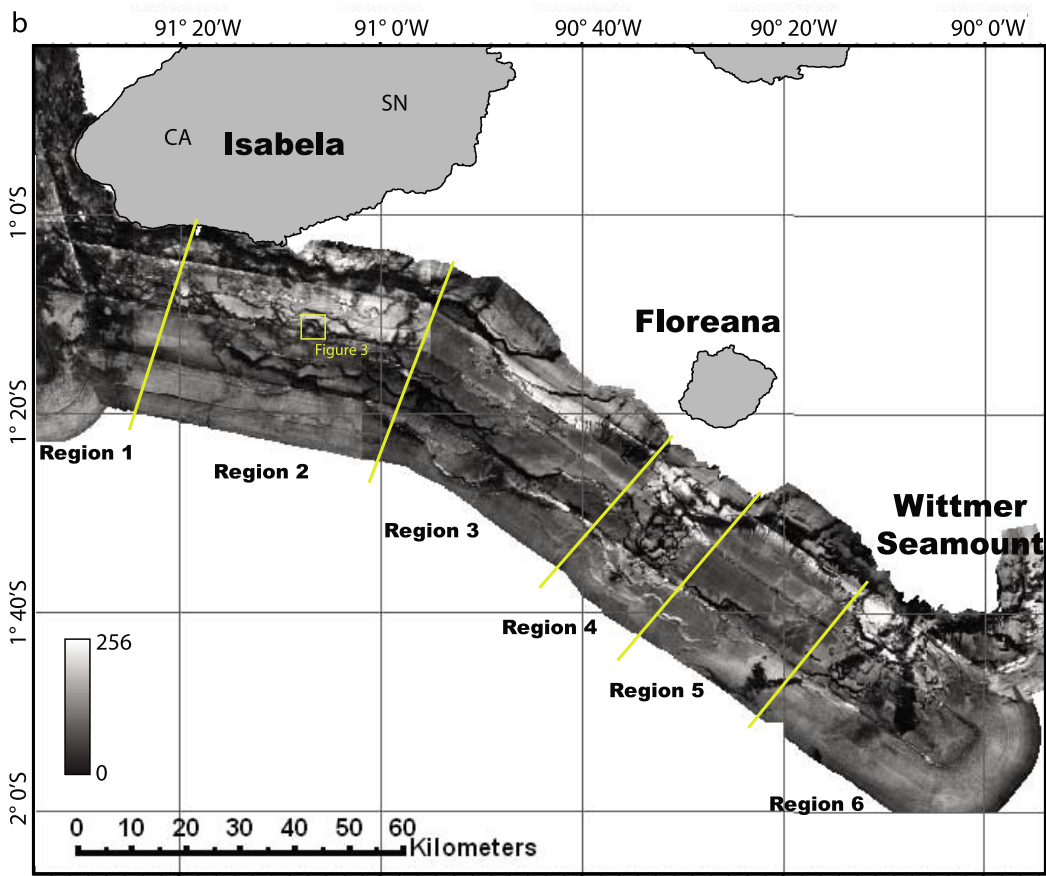 b
91° 20'W
91° 0'W
90° 40'W
90° 20'W
90° 0'W
SN
CA
Isabela
1° 0'S
Floreana
Figure 3
1° 20'S
Region 1
Region 2
Wittmer
Seamount
Region 3
1° 40'S
Region 4
256
Region 5
0
2° 0'S
Region 6
0 10 20 30 40 50 60
Kilometers